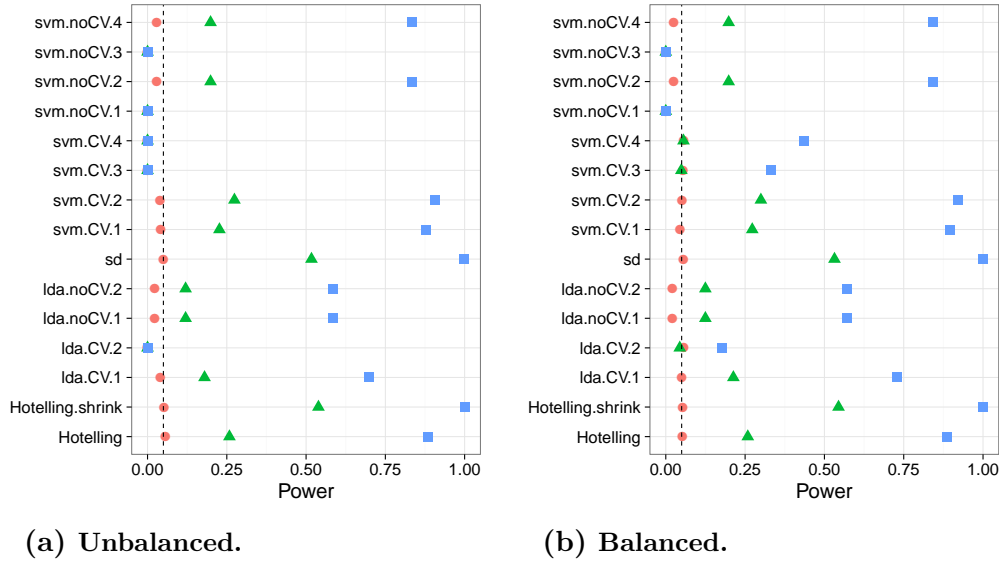 svm.noCV.4
svm.noCV.3
svm.noCV.2
svm.noCV.1
svm.CV.4
svm.CV.3
svm.CV.2
svm.CV.1
sd
lda.noCV.2
lda.noCV.1
lda.CV.2
lda.CV.1
Hotelling.shrink
Hotelling
0.00 0.25 0.50 0.75 1.00
Power
(a) Unbalanced.
svm.noCV.4
svm.noCV.3
svm.noCV.2
svm.noCV.1
svm.CV.4
svm.CV.3
svm.CV.2
svm.CV.1
sd
lda.noCV.2
lda.noCV.1
lda.CV.2
lda.CV.1
Hotelling.shrink
Hotelling
0.00 0.25 0.50 0.75 1.00
Power
(b) Balanced.